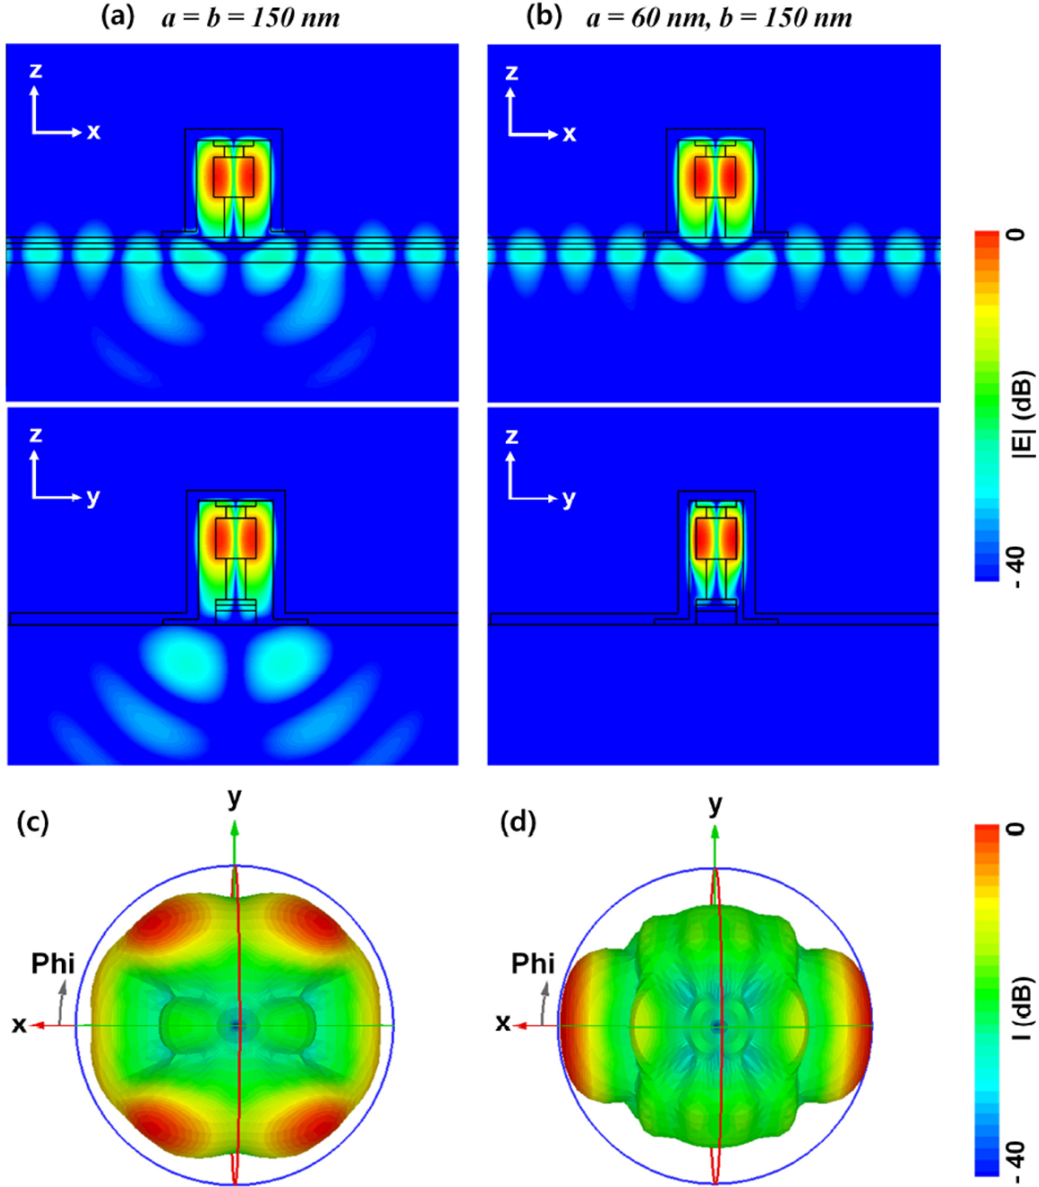 (a) a = b = 150 nm
(b) a = 60 nm, b = 150 nm
z
x
z
x
0
|E| (dB)
- 40
z
y
z
y
(c)
y
Phi
x
(d)
y
Phi
x
0
I (dB)
- 40